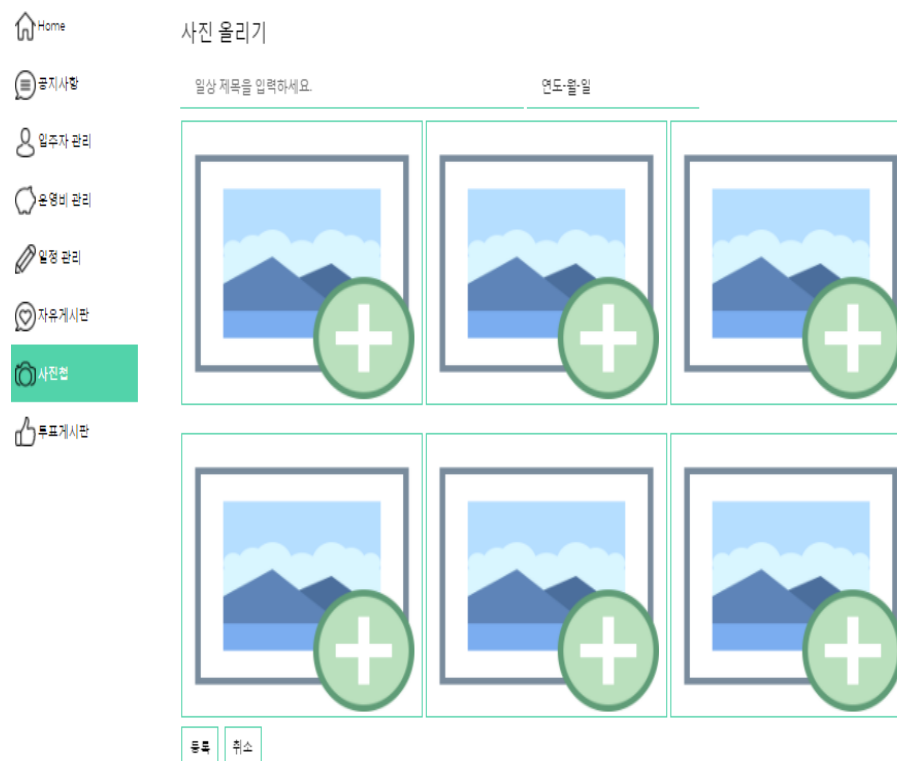 Home
공지사항
입주자 관리
운영비 관리
일정 관리
자유게시판
사진첩
투표게시판
사진 올리기
일상 제목을 입력하세요.
연도-월-일
등록
취소